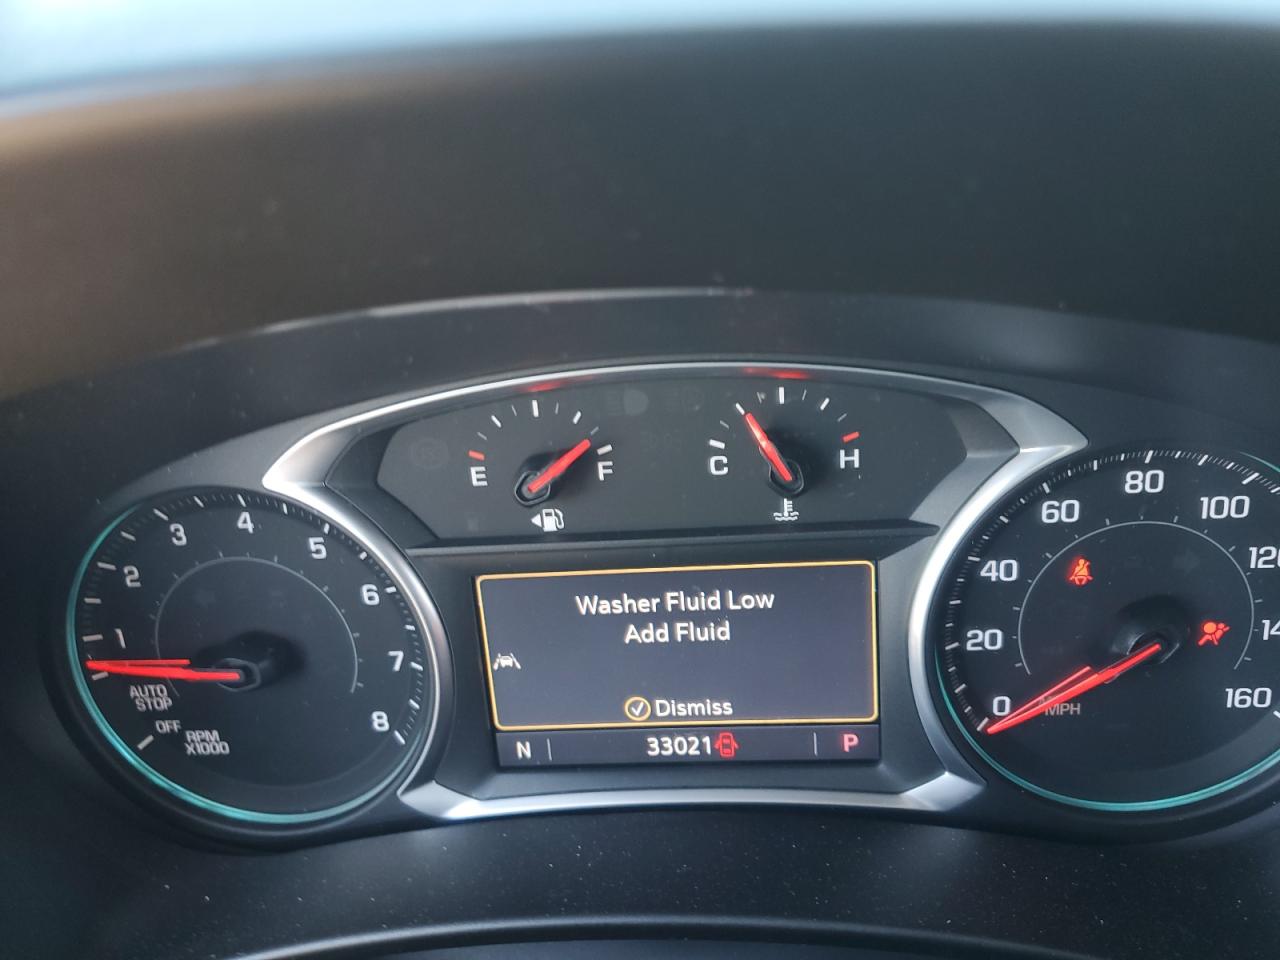 E
F
C
H
1
2
3
4
5
6
7
8
AUTO
STOP
OFF
RPM
X1000
Washer Fluid Low
Add Fluid
Dismiss
N
33021
P
0
20
40
60
80
100
160
MPH